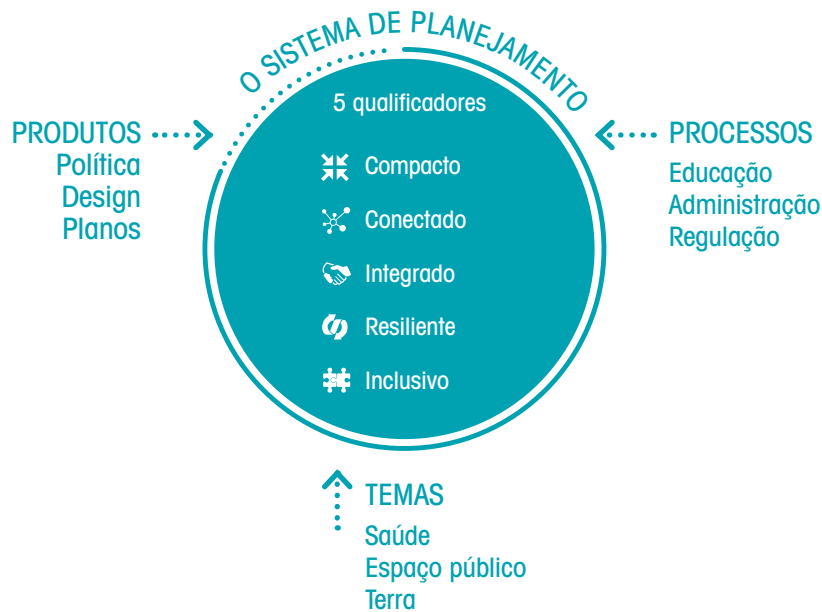 O SISTEMA DE PLANEJAMENTO
5 qualificadores
Compacto
Conectado
Integrado
Resiliente
Inclusivo
PRODUTOS
Política
Design
Planos
PROCESSOS
Educação
Administração
Regulação
TEMAS
Saúde
Espaço público
Terra